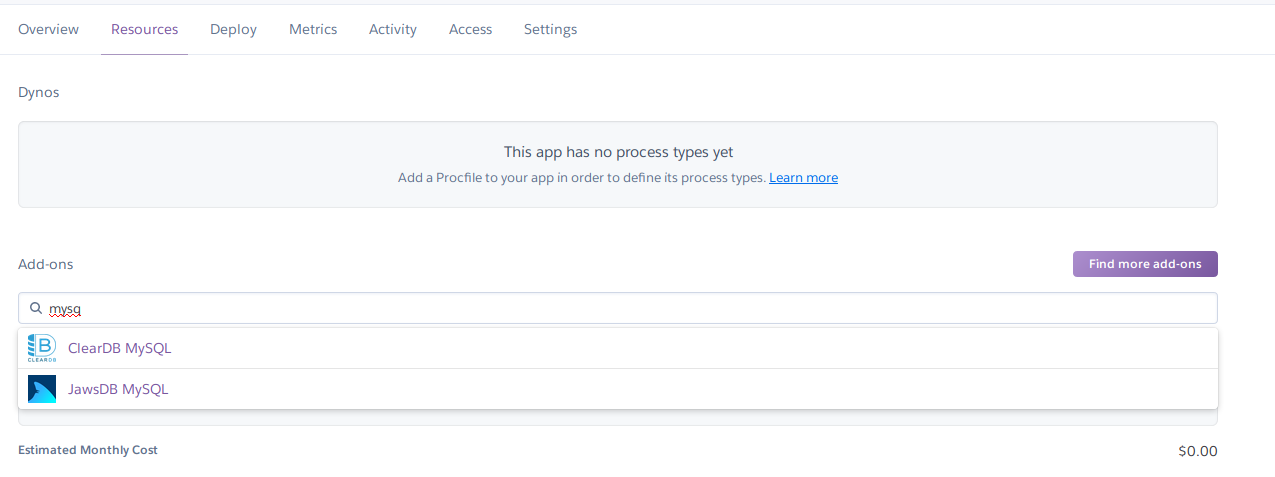 Overview Resources Deploy Metrics Activity Access Settings
Dynos
This app has no process types yet
Add a Procfile to your app in order to define its process types. Learn more
Add-ons
Find more add-ons
mysq
B
CLEARDB
ClearDB MySQL
JawsDB MySQL
Estimated Monthly Cost
$0.00